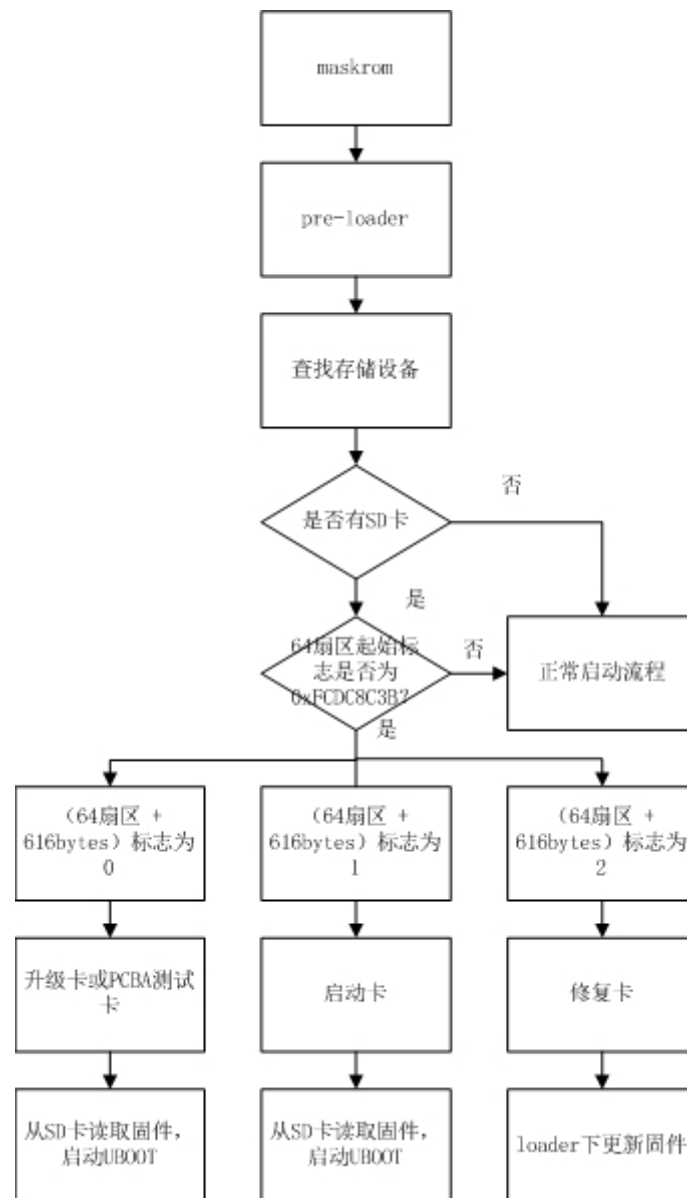 maskrom
pre-loader
查找存储设备
否
是否有SD卡
是
64扇区起始标
志是否为
0xFCDC8C3B?
否
正常启动流程
是
（64扇区 +
616bytes）标志为
0
（64扇区 +
616bytes）标志为
1
（64扇区 +
616bytes）标志为
2
升级卡或PCBA测试
卡
启动卡
修复卡
从SD卡读取固件，
启动UBOOT
从SD卡读取固件，
启动UBOOT
loader下更新固件